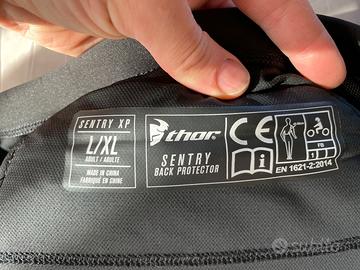 SENTRY XP
L/XL
ADULT / ADULTE
MADE IN CHINA
FABRIQUÉ EN CHINE
thor
SENTRY
BACK PROTECTOR
CE
i
FB
EN 1621-2:2014
subito